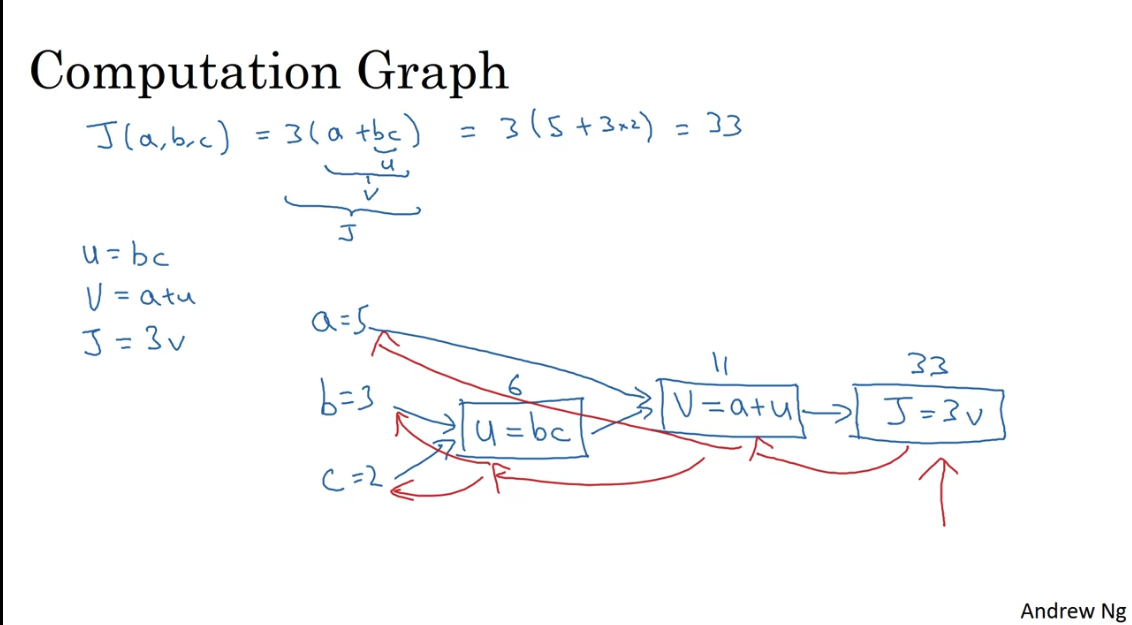 Computation Graph
J(a,b,c) = 3(a+bc) = 3(5+3×2) = 33
u
v
J
u = bc
v = a+u
J = 3v
a=5
11
33
b=3
6
v = a+u
J = 3v
u = bc
c=2
Andrew Ng